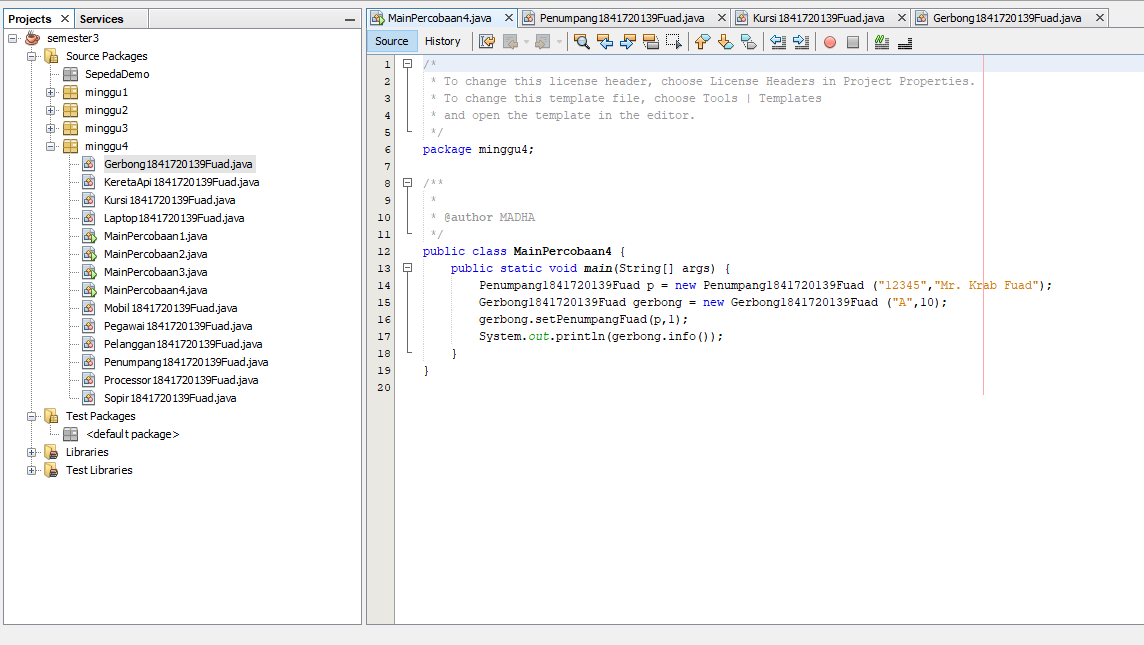 Projects
Services
semester3
Source Packages
SepedaDemo
minggu1
minggu2
minggu3
minggu4
Gerbong1841720139Fuad.java
KeretaApi1841720139Fuad.java
Kursi1841720139Fuad.java
Laptop1841720139Fuad.java
MainPercobaan1.java
MainPercobaan2.java
MainPercobaan3.java
MainPercobaan4.java
Mobil1841720139Fuad.java
Pegawai1841720139Fuad.java
Pelanggan1841720139Fuad.java
Penumpang1841720139Fuad.java
Processor1841720139Fuad.java
Sopir1841720139Fuad.java
Test Packages
<default package>
Libraries
Test Libraries
MainPercobaan4.java
Penumpang1841720139Fuad.java
Kursi1841720139Fuad.java
Gerbong1841720139Fuad.java
Source
History
1 /*
2 * To change this license header, choose License Headers in Project Properties.
3 * To change this template file, choose Tools | Templates
4 * and open the template in the editor.
5 */
6 package minggu4;
7
8 /**
9 *
10 * @author MADHA
11 */
12 public class MainPercobaan4 {
13 public static void main(String[] args) {
14 Penumpang1841720139Fuad p = new Penumpang1841720139Fuad ("12345","Mr. Krab Fuad");
15 Gerbong1841720139Fuad gerbong = new Gerbong1841720139Fuad ("A",10);
16 gerbong.setPenumpangFuad(p,1);
17 System.out.println(gerbong.info());
18 }
19 }
20